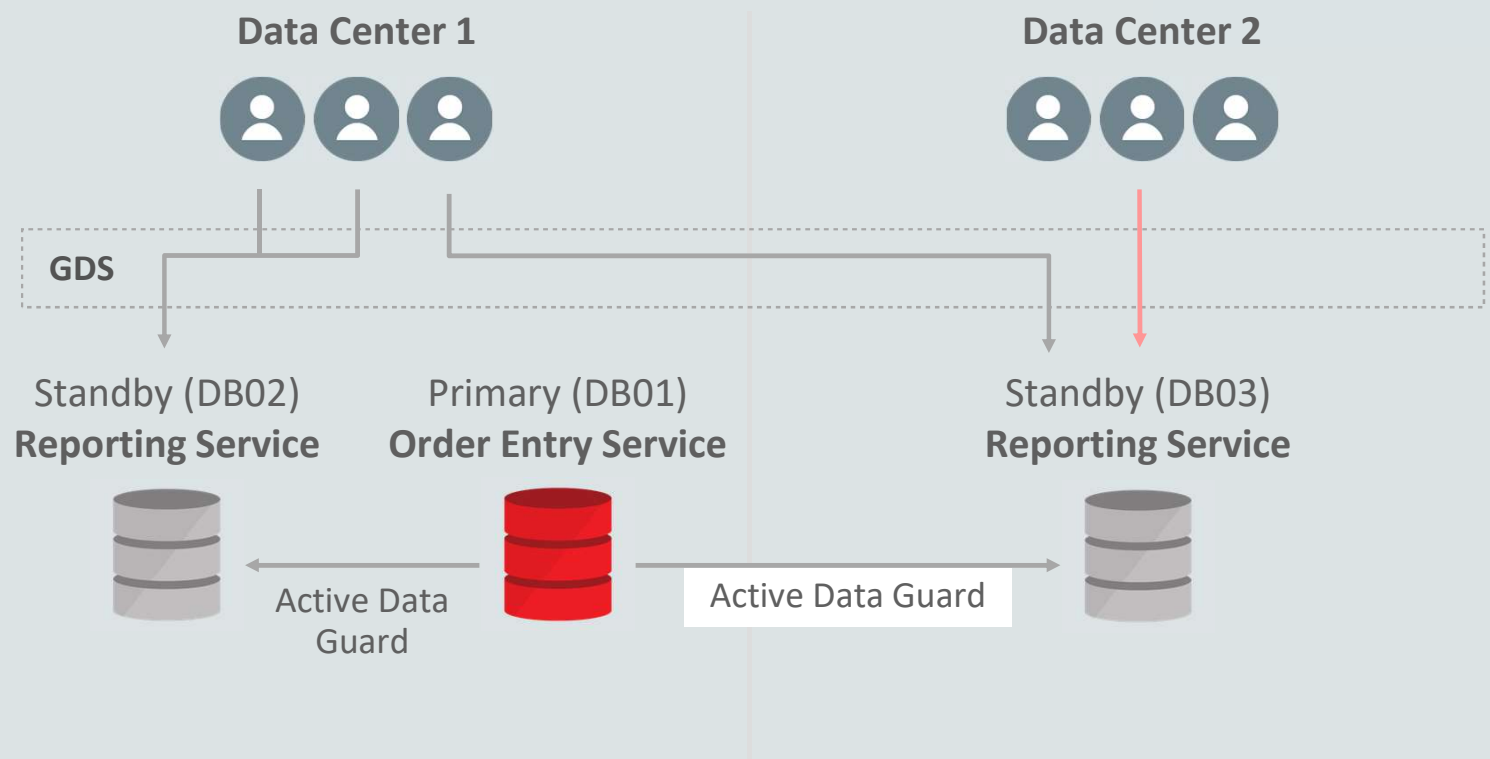 Data Center 1
Data Center 2
GDS
Standby (DB02)
Reporting Service
Primary (DB01)
Order Entry Service
Standby (DB03)
Reporting Service
Active Data
Guard
Active Data Guard